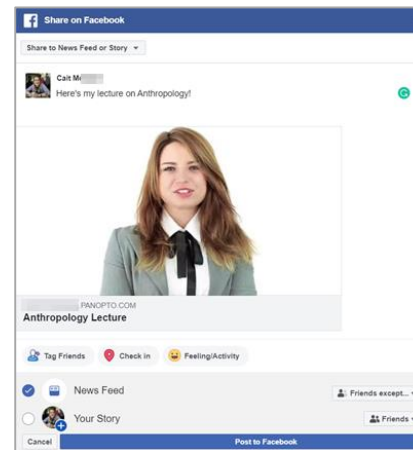 Share on Facebook
Share to News Feed or Story
Cait M
Here's my lecture on Anthropology!
PANOPTO.COM
Anthropology Lecture
Tag Friends
Check in
Feeling/Activity
News Feed
Friends except...
Your Story
Friends
Cancel
Post to Facebook